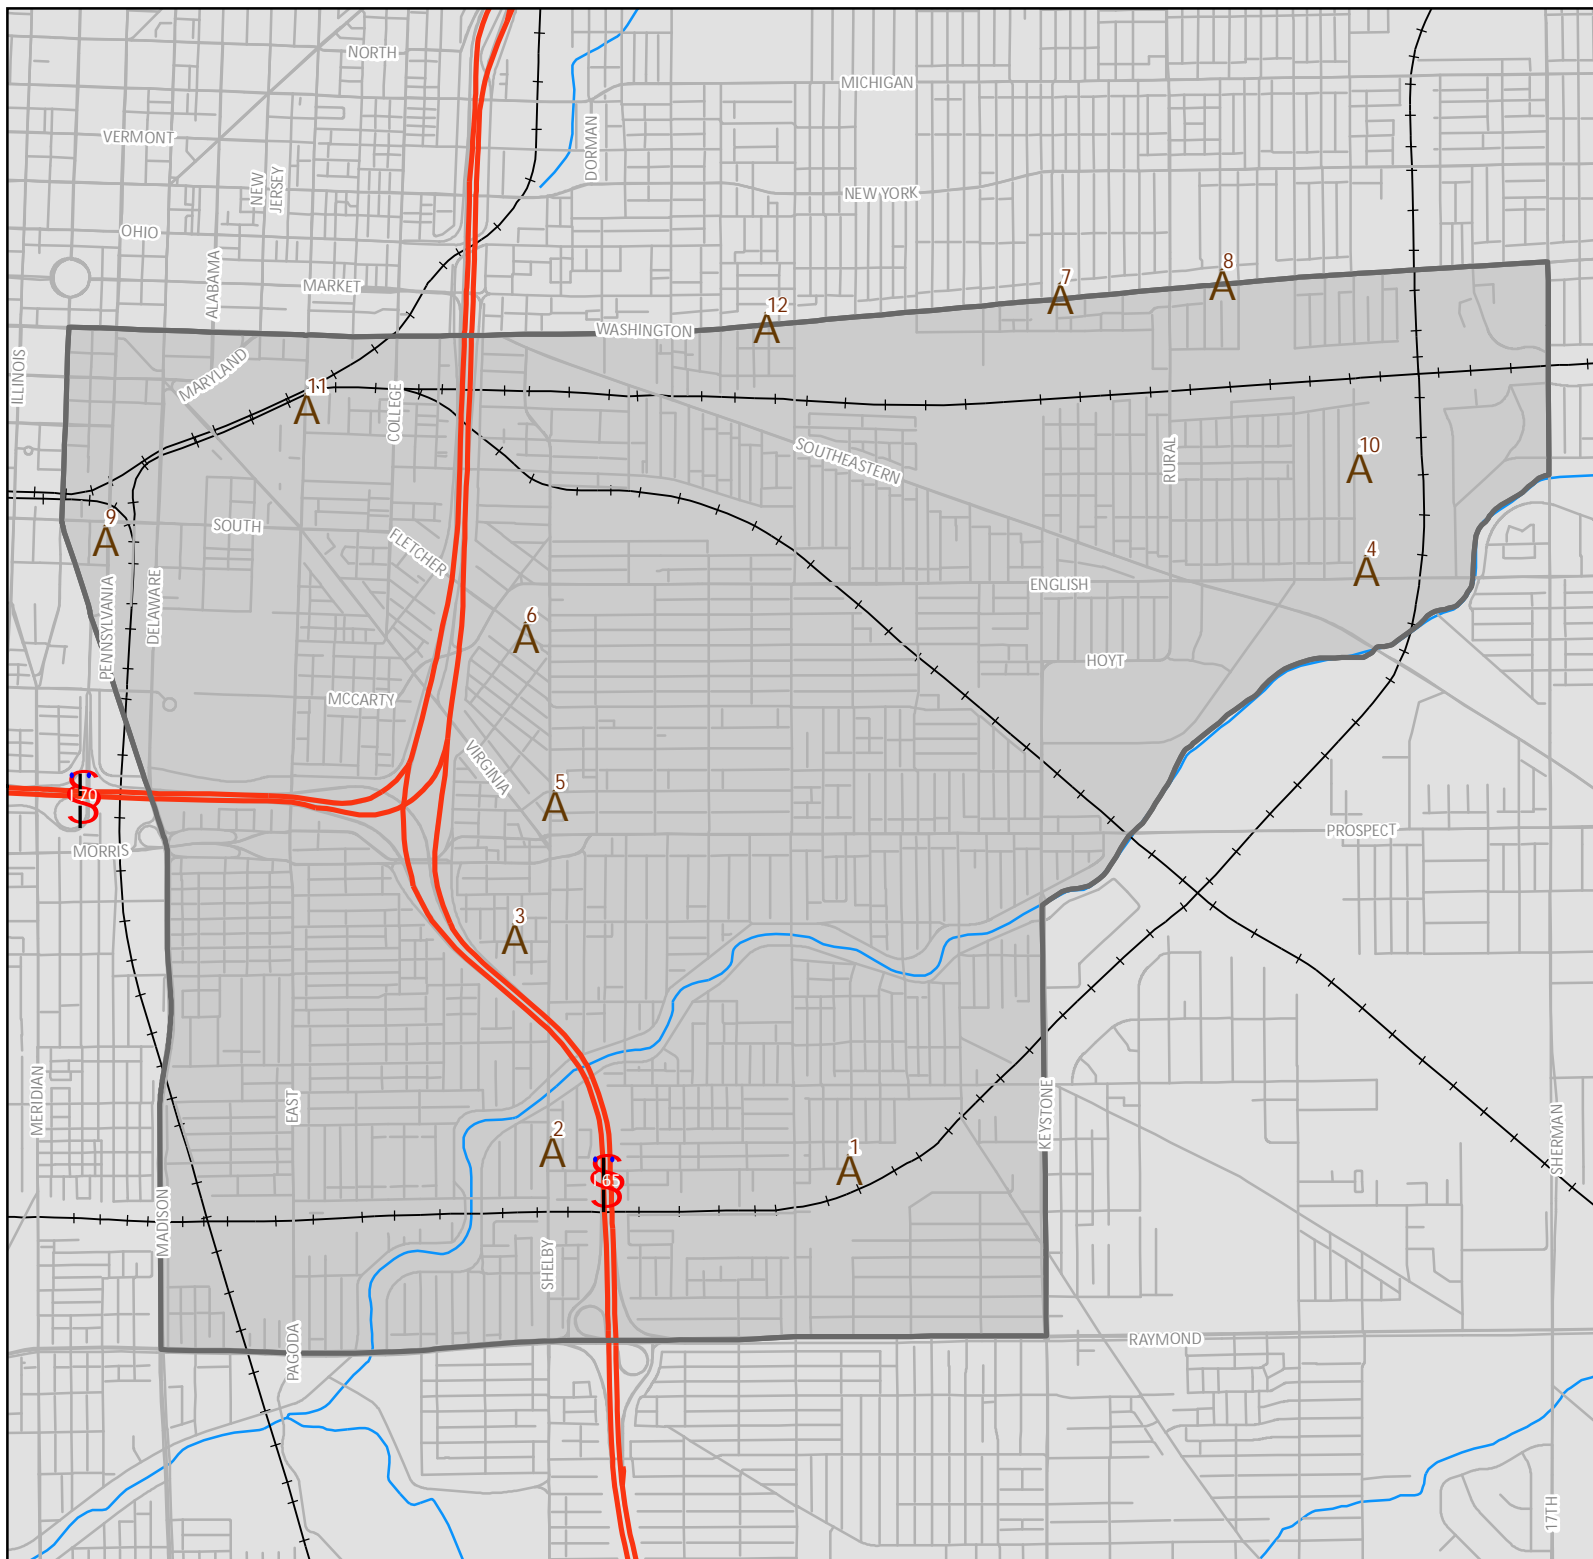 NORTH
MICHIGAN
VERMONT
DORMAN
NEW
JERSEY
NEW YORK
OHIO
ALABAMA
MARKET
8
A
7
A
12
A
WASHINGTON
ILLINOIS
MARYLAND
11
A
COLLEGE
SOUTHEASTERN
RURAL
10
A
9
A
SOUTH
FLETCHER
4
A
ENGLISH
PENNSYLVANIA
DELAWARE
6
A
HOYT
MCCARTY
VIRGINIA
I 70
5
A
PROSPECT
MORRIS
3
A
MERIDIAN
EAST
KEYSTONE
SHERMAN
2
A
1
A
I 65
MADISON
SHELBY
PAGODA
RAYMOND
17TH